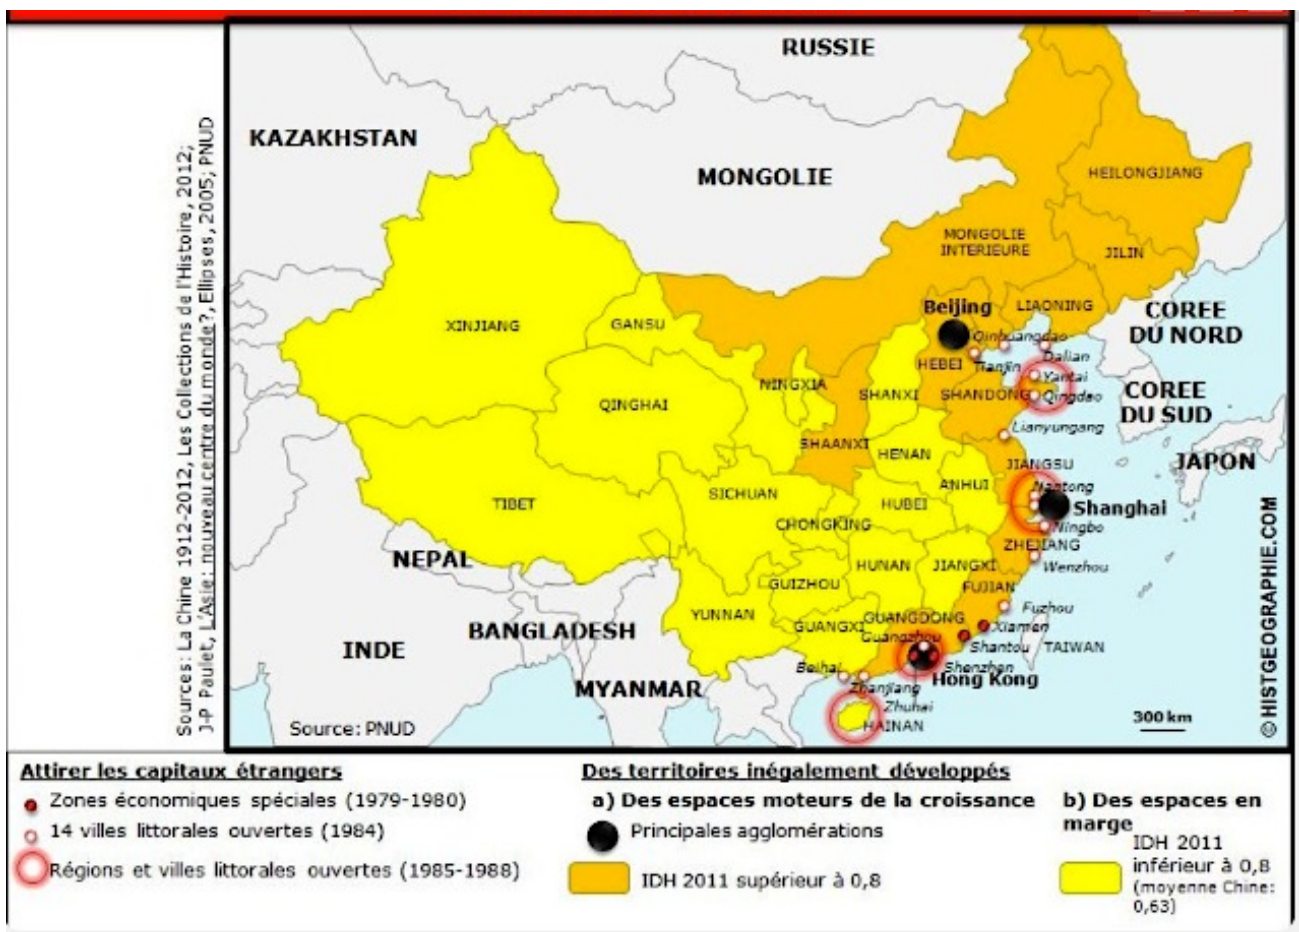 RUSSIE
KAZAKHSTAN
MONGOLIE
HEILONGJIANG
MONGOLIE
INTERIEURE
JILIN
Beijing
LIAONING
COREE
DU NORD
XINJIANG
GANSU
Qinhuangdao
Dalian
HEBEI
Tianjin
Yantai
NINGXIA
SHANXI
SHANDONG
Qingdao
COREE
DU SUD
QINGHAI
Lianyungang
SHAANXI
HENAN
JIANGSU
JAPON
ANHUI
Nantong
SICHUAN
TIBET
HUBEI
Shanghai
CHONGKING
Ningbo
ZHEJIANG
NEPAL
HUNAN
JIANGXI
Wenzhou
GUIZHOU
FUJIAN
YUNNAN
Fuzhou
BANGLADESH
GUANGXI
GUANGDONG
Xiamen
Guangzhou
Shantou
TAIWAN
INDE
Beihai
Shenzhen
Hong Kong
MYANMAR
Zhanjiang
Zhuhai
HAINAN
Source: PNUD
300 km
© HISTGEOGRAPHIE.COM
Sources: La Chine 1912-2012, Les Collections de l'Histoire, 2012;
J-P Paulet, L'Asie: nouveau centre du monde?, Ellipses, 2005; PNUD
Attirer les capitaux étrangers
Zones économiques spéciales (1979-1980)
14 villes littorales ouvertes (1984)
Régions et villes littorales ouvertes (1985-1988)
Des territoires inégalement développés
a) Des espaces moteurs de la croissance
Principales agglomérations
IDH 2011 supérieur à 0,8
b) Des espaces en
marge
IDH 2011
inférieur à 0,8
(moyenne Chine:
0,63)